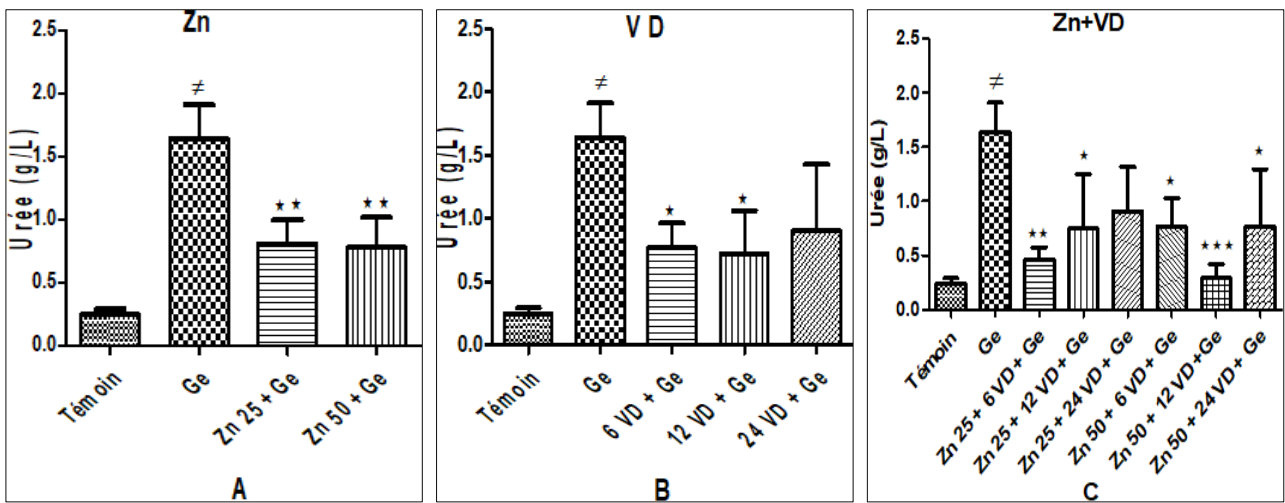 Zn
Urée (g/L)
2.5
2.0
1.5
1.0
0.5
0.0
≠
★★
★★
Témoin
Ge
Zn 25 + Ge
Zn 50 + Ge
A
V D
Urée (g/L)
2.5
2.0
1.5
1.0
0.5
0.0
≠
★
★
Témoin
Ge
6 VD + Ge
12 VD + Ge
24 VD + Ge
B
Zn+VD
Urée (g/L)
2.5
2.0
1.5
1.0
0.5
0.0
≠
★★
★
★
★★★
★
Témoin
Ge
Zn 25 + 6 VD + Ge
Zn 25 + 12 VD + Ge
Zn 25 + 24 VD + Ge
Zn 50 + 6 VD + Ge
Zn 50 + 12 VD+Ge
Zn 50 + 24 VD+ Ge
C